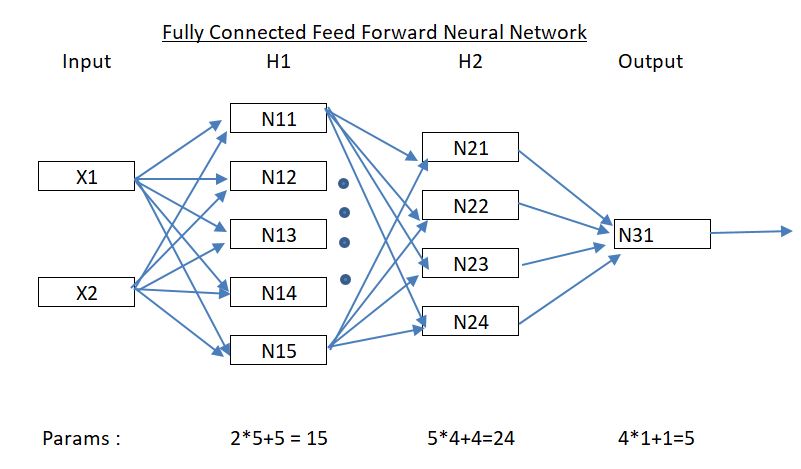 Fully Connected Feed Forward Neural Network
Input H1 H2 Output
N11
N21
X1 N12
N22
N13 N31
N23
X2 N14
N24
N15
Params : 2*5+5 = 15 5*4+4=24 4*1+1=5